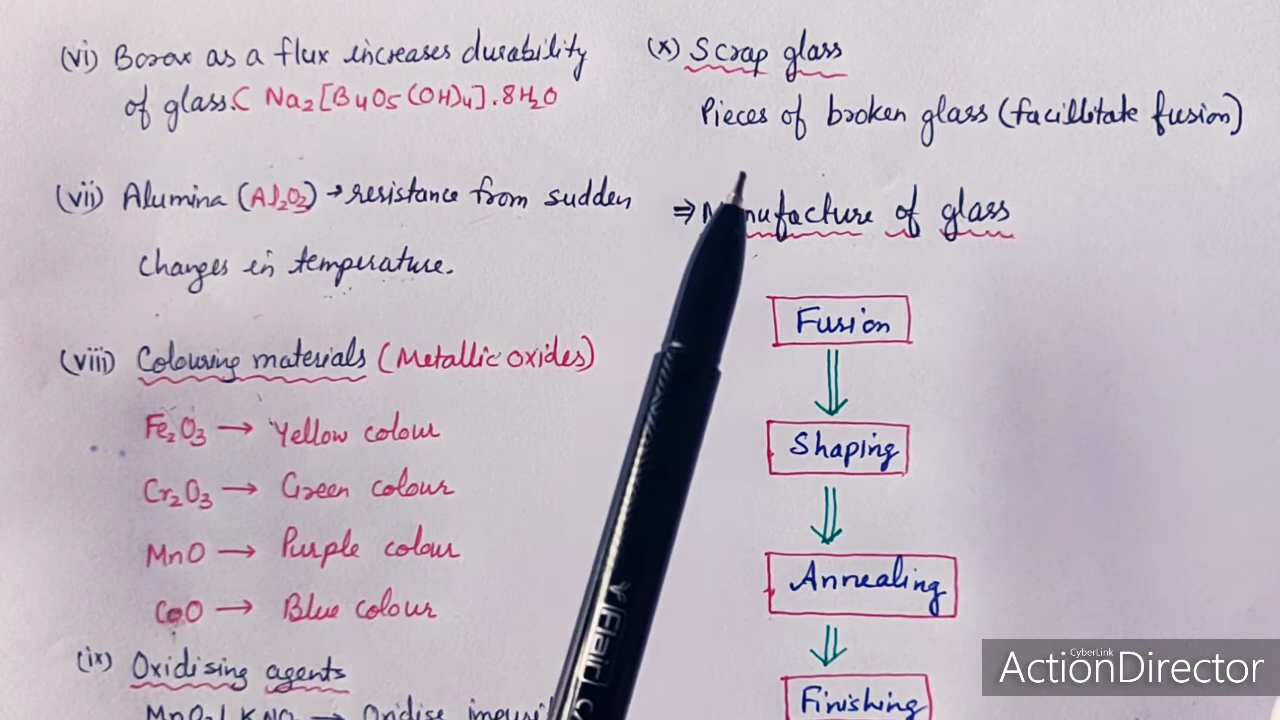 (vi) Borax as a flux increases durability
of glass. ( Na2[B4O5(OH)4].8H2O
(vii) Alumina (Al2O3) → resistance from sudden
changes in temperature.
(viii) Colouring materials (Metallic oxides)
Fe2O3 → Yellow colour
Cr2O3 → Green colour
MnO → Purple colour
CoO → Blue colour
(ix) Oxidising agents
→ Oxidise
(x) Scrap glass
Pieces of broken glass (facillitate fusion)
⇒ Manufacture of glass
Fusion
Shaping
Annealing
Finishing
CyberLink
ActionDirector